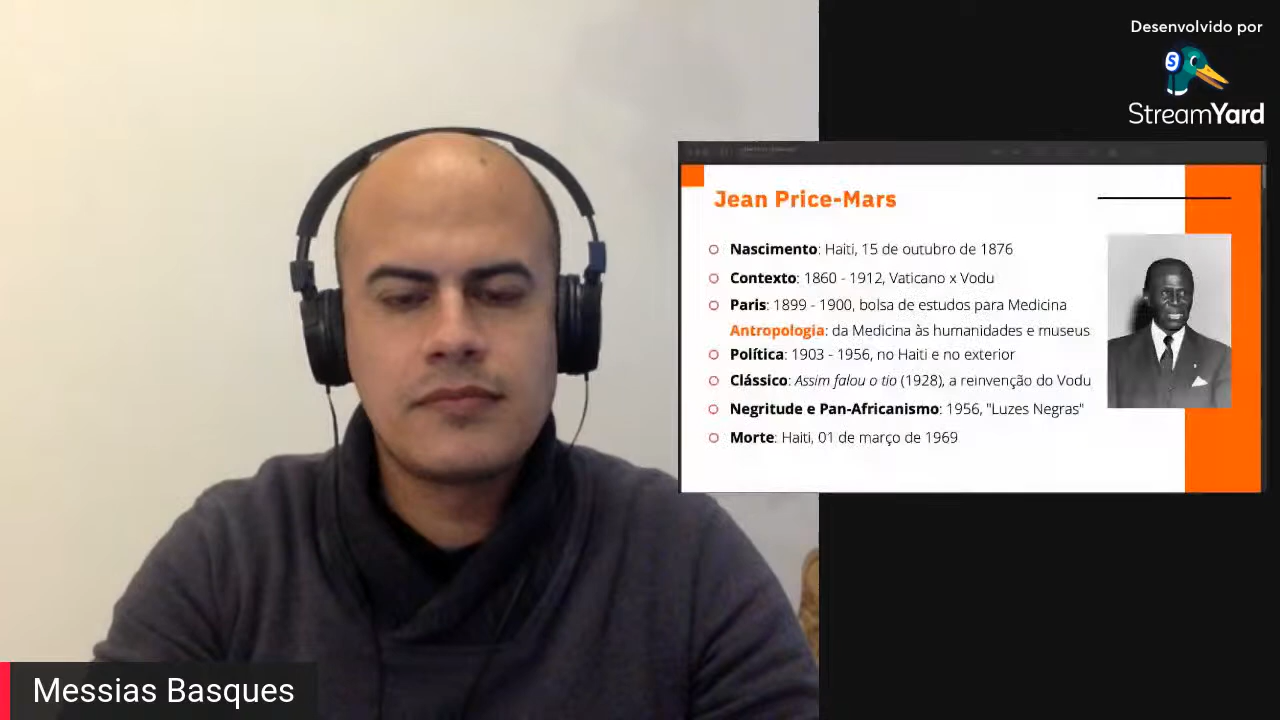 Desenvolvido por
StreamYard
Jean Price-Mars
Nascimento: Haiti, 15 de outubro de 1876
Contexto: 1860 - 1912, Vaticano x Vodu
Paris: 1899 - 1900, bolsa de estudos para Medicina
Antropologia: da Medicina às humanidades e museus
Política: 1903 - 1956, no Haiti e no exterior
Clássico: Assim falou o tio (1928), a reinvenção do Vodu
Negritude e Pan-Africanismo: 1956, "Luzes Negras"
Morte: Haiti, 01 de março de 1969
Messias Basques